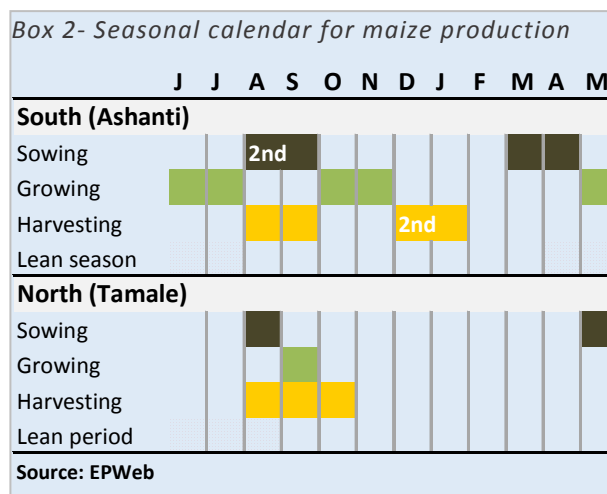 Box 2- Seasonal calendar for maize production
J J A S O N D J F M A M
South (Ashanti)
Sowing 2nd
Growing
Harvesting 2nd
Lean season
North (Tamale)
Sowing
Growing
Harvesting
Lean period
Source: EPWeb